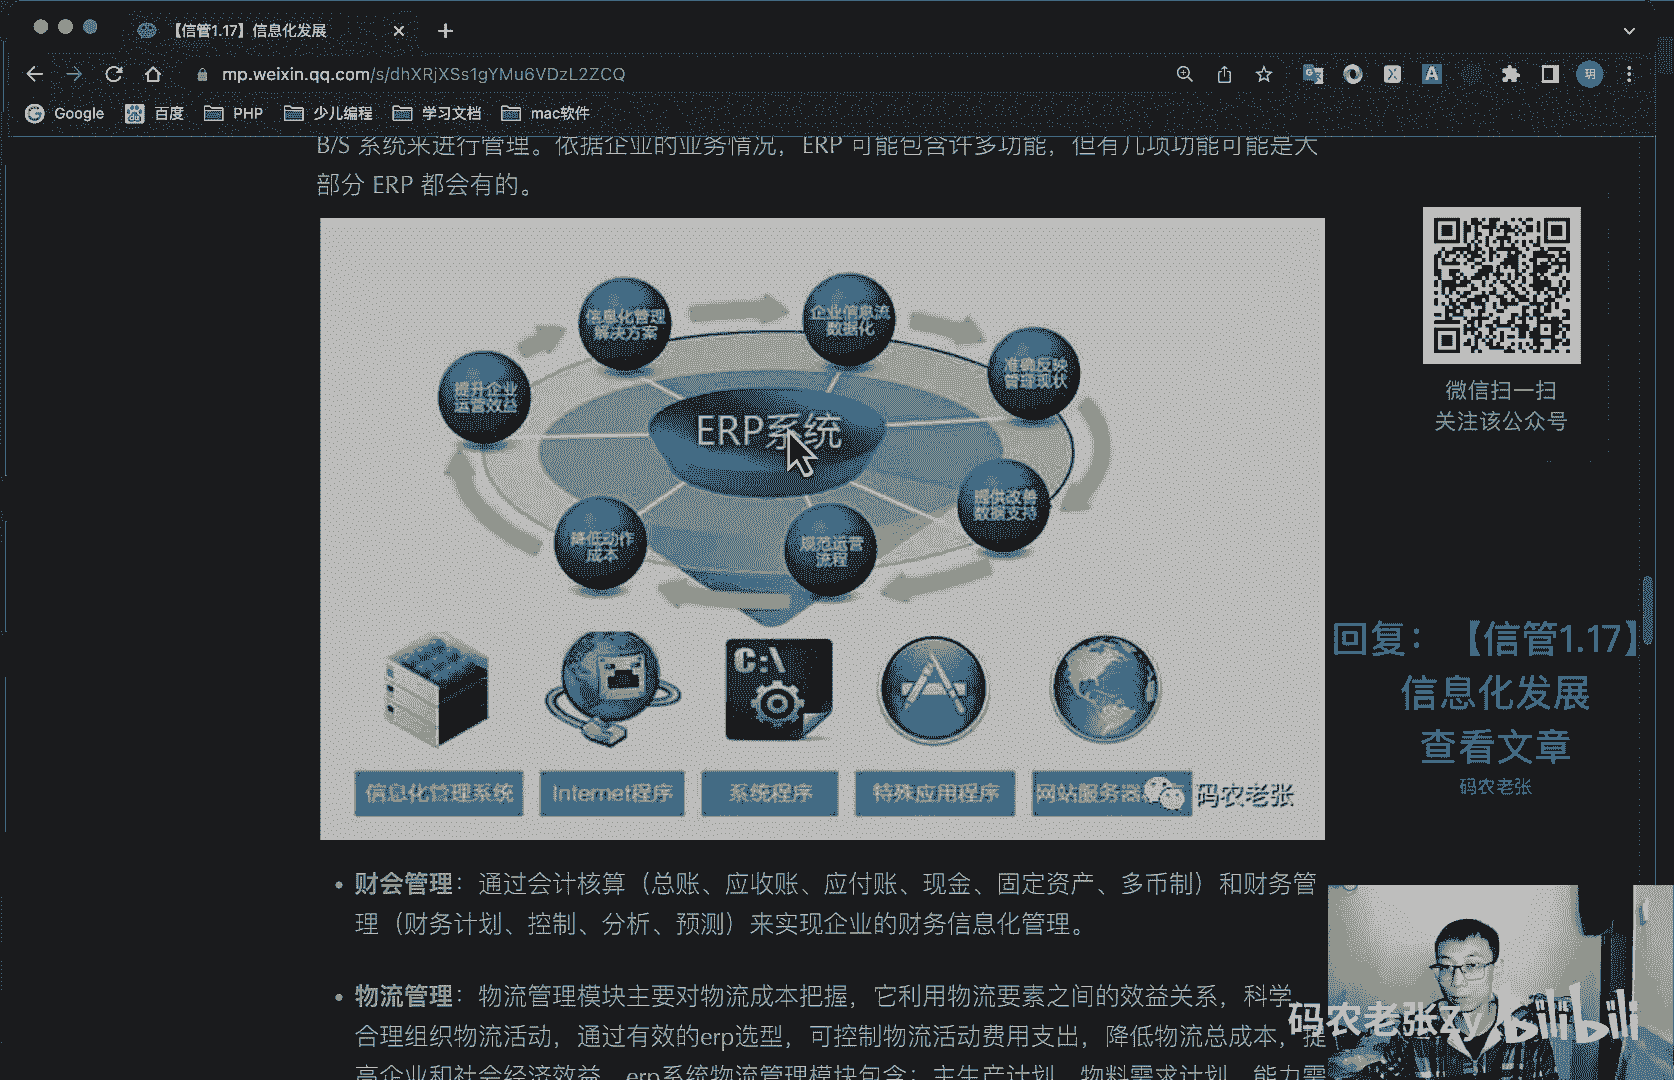 【信管1.17】信息化发展
mp.weixin.qq.com/s/dhXRjXSs1gYMu6VDzL2ZCQ
Google
百度
PHP
少儿编程
学习文档
mac软件
B/S 系统来进行管理。依据企业的业务情况，ERP 可能包含许多功能，但有几项功能可能是大
部分 ERP 都会有的。
信息化管理
解决方案
企业信息流
数据化
准确反映
管理现状
提升企业
运营效益
ERP系统
提供改善
数据支持
降低动作
成本
规范运营
流程
C:\
信息化管理系统
Internet程序
系统程序
特殊应用程序
网站服务器
码农老张
微信扫一扫
关注该公众号
回复：【信管1.17】
信息化发展
查看文章
码农老张
• 财会管理：通过会计核算（总账、应收账、应付账、现金、固定资产、多币制）和财务管
理（财务计划、控制、分析、预测）来实现企业的财务信息化管理。
• 物流管理：物流管理模块主要对物流成本把握，它利用物流要素之间的效益关系，科学、
合理组织物流活动，通过有效的erp选型，可控制物流活动费用支出，降低物流总成本，提
高企业和社会经济效益。erp系统物流管理模块包含：主生产计划、物料需求计划、能力需
码农老张Zy
bilibili
玥